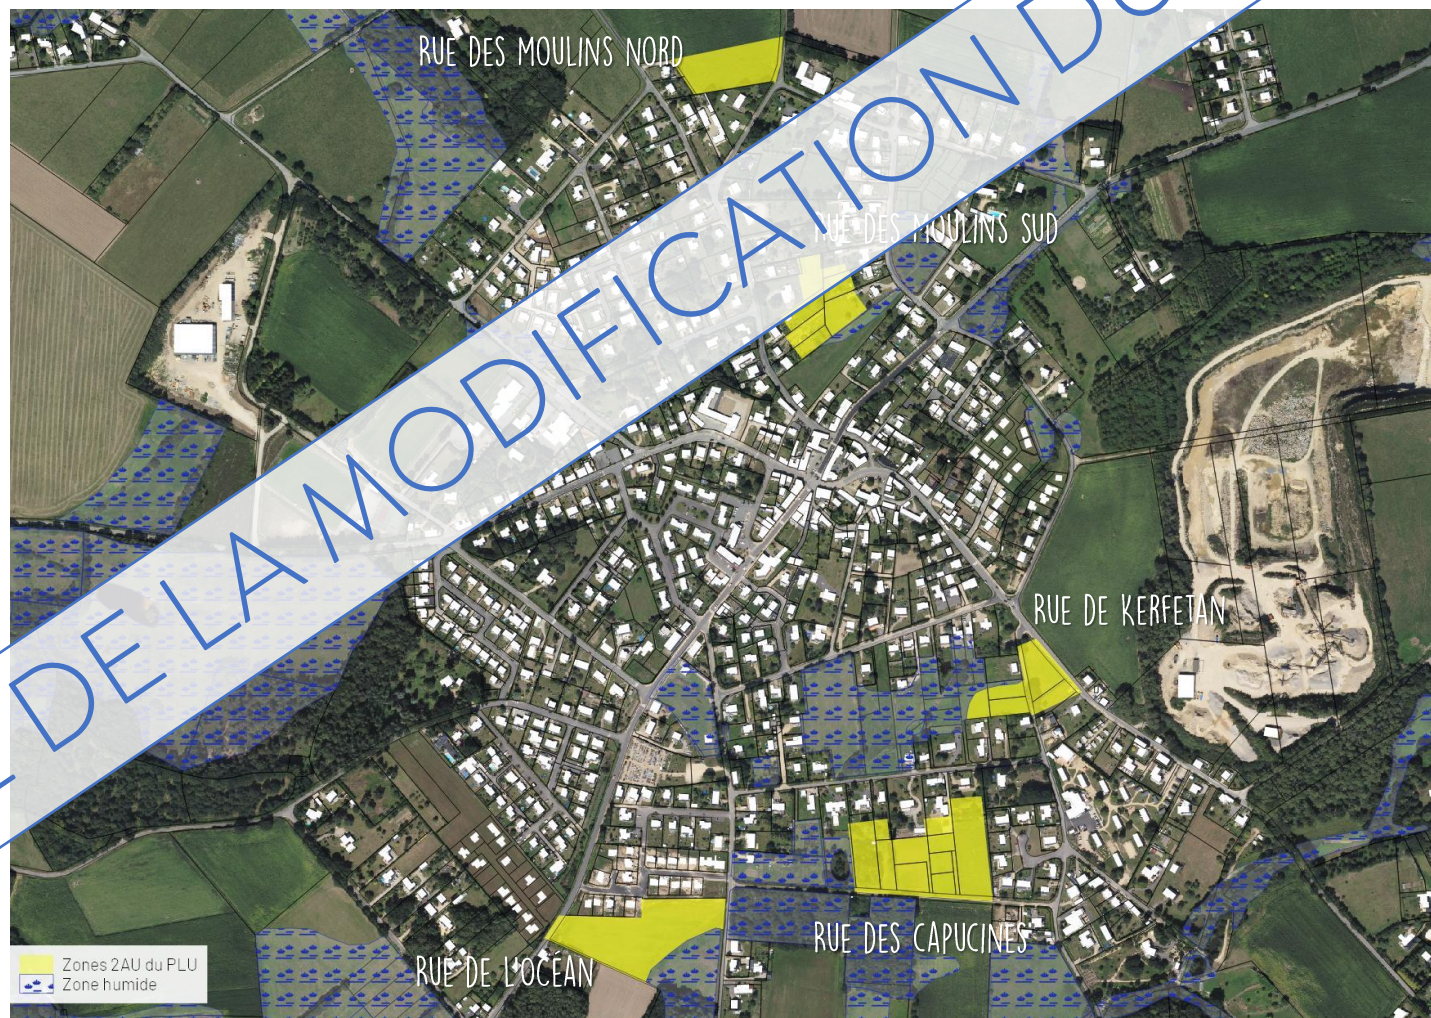 RUE DES MOULINS NORD
DE LA MODIFICATION DU
RUE DES MOULINS SUD
RUE DE KERFETAN
RUE DES CAPUCINES
RUE DE L'OCÉAN
Zones 2AU du PLU
Zone humide